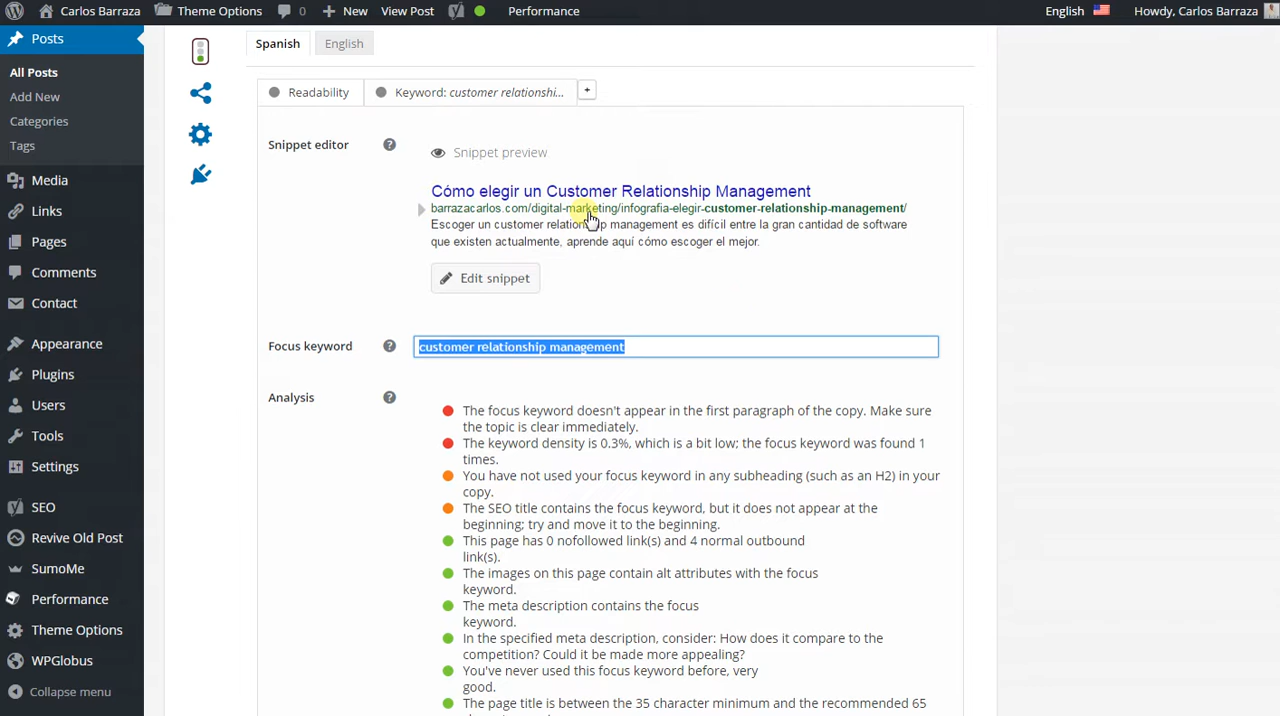 Carlos Barraza Theme Options 0 New View Post Performance English Howdy, Carlos Barraza
Posts
All Posts
Add New
Categories
Tags
Media
Links
Pages
Comments
Contact
Appearance
Plugins
Users
Tools
Settings
SEO
Revive Old Post
SumoMe
Performance
Theme Options
WPGlobus
Collapse menu
Spanish English
Readability Keyword: customer relationshi... +
Snippet editor ? Snippet preview
Cómo elegir un Customer Relationship Management
barrazacarlos.com/digital-marketing/infografia-elegir-customer-relationship-management/
Escoger un customer relationship management es difícil entre la gran cantidad de software
que existen actualmente, aprende aquí cómo escoger el mejor.
Edit snippet
Focus keyword ? customer relationship management
Analysis ?
The focus keyword doesn't appear in the first paragraph of the copy. Make sure
the topic is clear immediately.
The keyword density is 0.3%, which is a bit low; the focus keyword was found 1
times.
You have not used your focus keyword in any subheading (such as an H2) in your
copy.
The SEO title contains the focus keyword, but it does not appear at the
beginning; try and move it to the beginning.
This page has 0 nofollowed link(s) and 4 normal outbound
link(s).
The images on this page contain alt attributes with the focus
keyword.
The meta description contains the focus
keyword.
In the specified meta description, consider: How does it compare to the
competition? Could it be made more appealing?
You've never used this focus keyword before, very
good.
The page title is between the 35 character minimum and the recommended 65